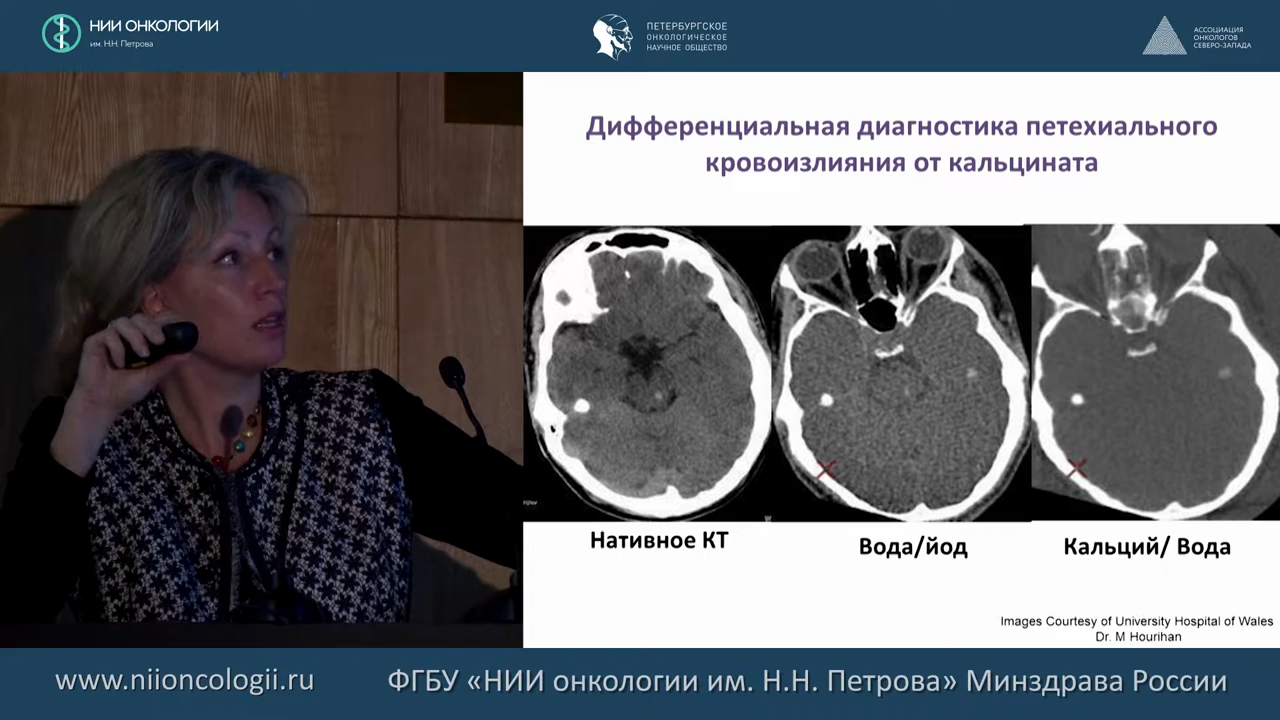 НИИ ОНКОЛОГИИ
им. Н.Н. Петрова
ПЕТЕРБУРГСКОЕ
ОНКОЛОГИЧЕСКОЕ
НАУЧНОЕ ОБЩЕСТВО
АССОЦИАЦИЯ
ОНКОЛОГОВ
СЕВЕРО-ЗАПАДА
Дифференциальная диагностика петехиального
кровоизлияния от кальцината
Нативное КТ
Вода/йод
Кальций/ Вода
Images Courtesy of University Hospital of Wales
Dr. M Hourihan
www.niioncologii.ru
ФГБУ «НИИ онкологии им. Н.Н. Петрова» Минздрава России